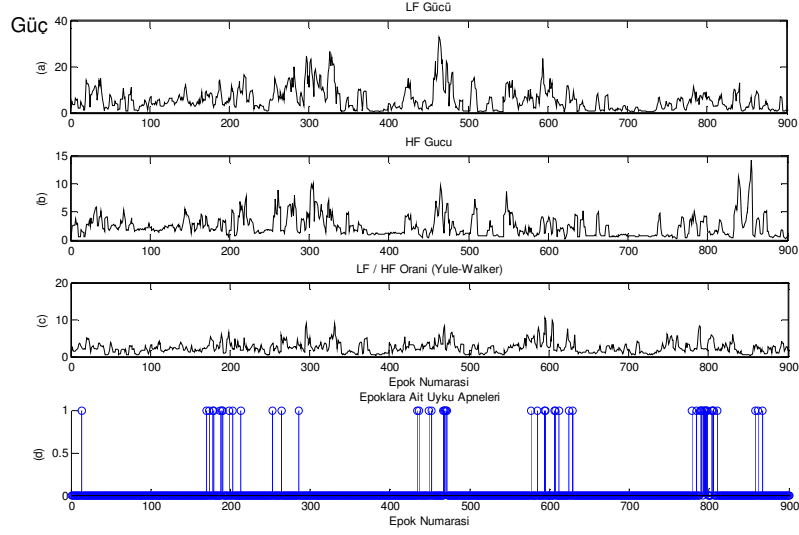 LF Gücü
Güç
40
20
0
(a)
0 100 200 300 400 500 600 700 800 900
HF Gucu
15
10
5
0
(b)
0 100 200 300 400 500 600 700 800 900
LF / HF Orani (Yule-Walker)
20
10
0
(c)
0 100 200 300 400 500 600 700 800 900
Epok Numarasi
Epoklara Ait Uyku Apneleri
1
0.5
0
(d)
0 100 200 300 400 500 600 700 800 900
Epok Numarasi